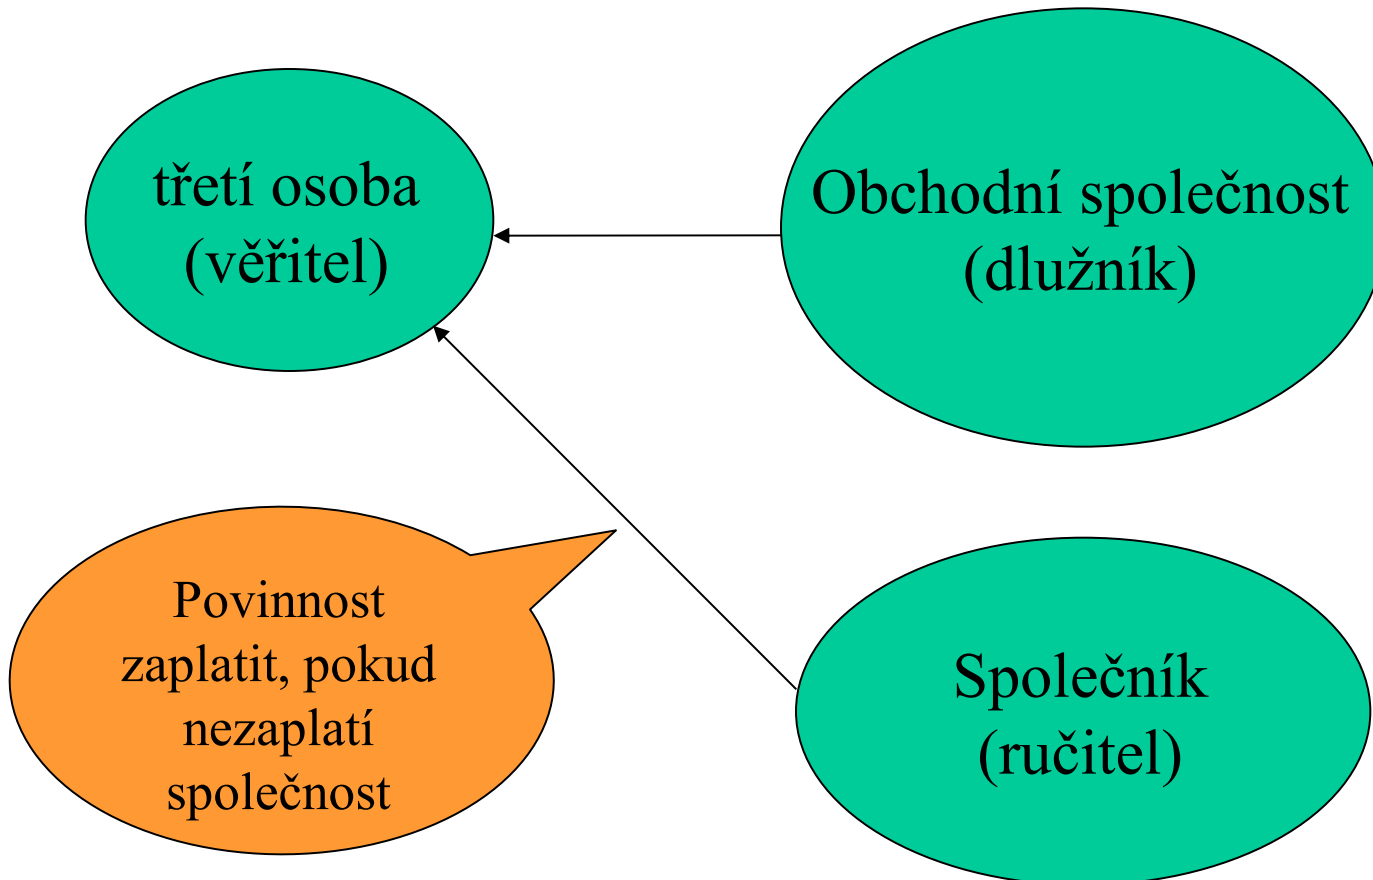 třetí osoba
(věřitel)
Obchodní společnost
(dlužník)
Povinnost
zaplatit, pokud
nezaplatí
společnost
Společník
(ručitel)